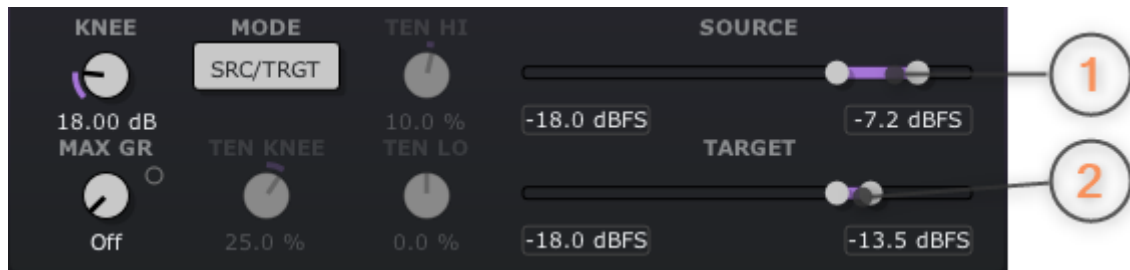 KNEE MODE TEN HI SOURCE
SRC/TRGT
18.00 dB 10.0 % -18.0 dBFS -7.2 dBFS
1
MAX GR TEN KNEE TEN LO TARGET
2
Off 25.0 % 0.0 % -18.0 dBFS -13.5 dBFS